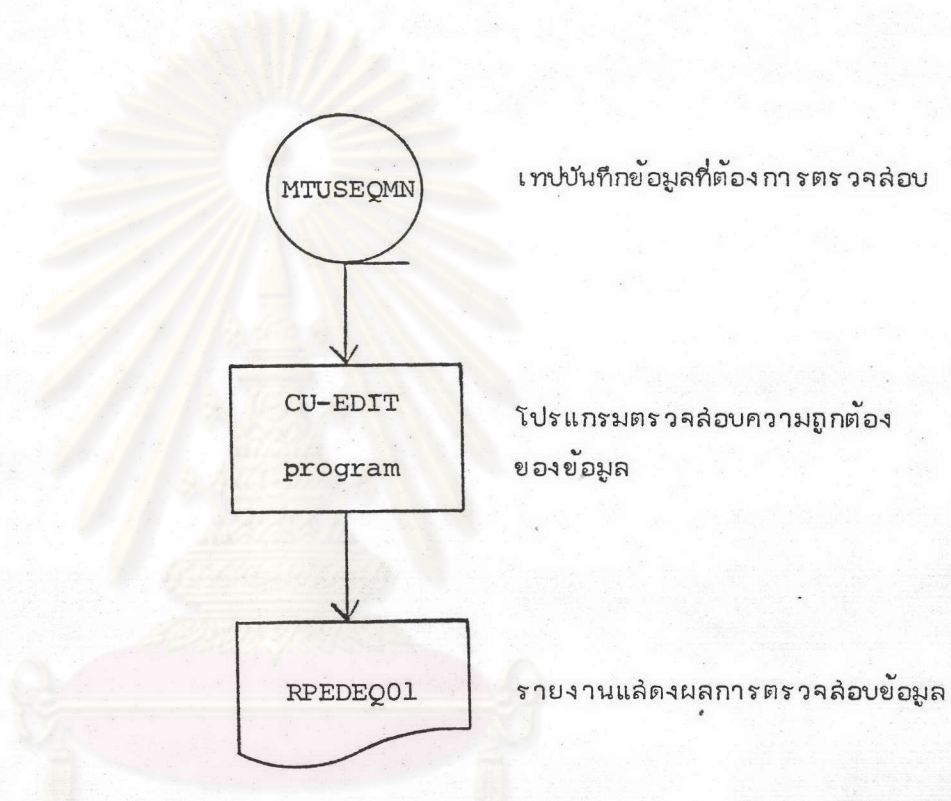 MTUSEQMN
เทปบันทึกข้อมูลที่ต้องการตรวจสอบ
CU-EDIT
program
โปรแกรมตรวจสอบความถูกต้อง
ของข้อมูล
RPEDEQ01
รายงานแสดงผลการตรวจสอบข้อมูล